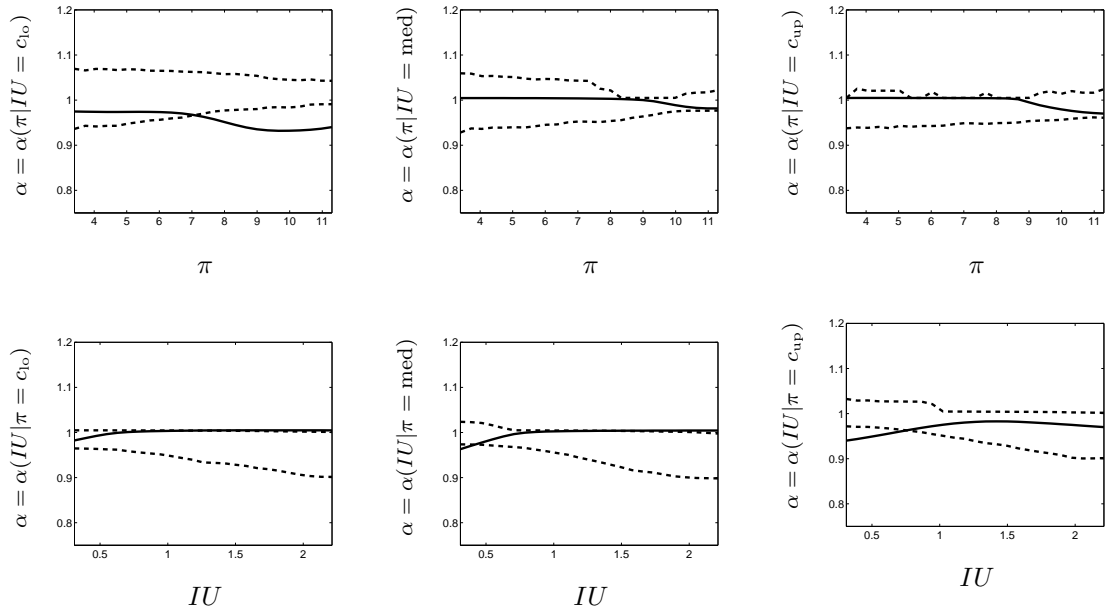 α = α(π|IU = c_lo)
1.2
1.1
1
0.9
0.8
4 5 6 7 8 9 10 11
π
α = α(π|IU = med)
1.2
1.1
1
0.9
0.8
4 5 6 7 8 9 10 11
π
α = α(π|IU = c_up)
1.2
1.1
1
0.9
0.8
4 5 6 7 8 9 10 11
π
α = α(IU|π = c_lo)
1.2
1.1
1
0.9
0.8
0.5 1 1.5 2
IU
α = α(IU|π = med)
1.2
1.1
1
0.9
0.8
0.5 1 1.5 2
IU
α = α(IU|π = c_up)
1.2
1.1
1
0.9
0.8
0.5 1 1.5 2
IU